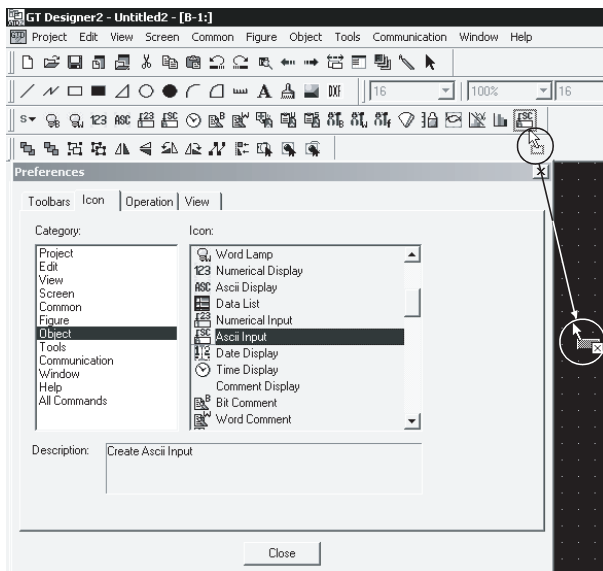 GT Designer2 - Untitled2 - [B-1:]
Project Edit View Screen Common Figure Object Tools Communication Window Help
A DXF 16 100% 16
S 123 ASC
Preferences
Toolbars Icon Operation View
Category:
Project
Edit
View
Screen
Common
Figure
Object
Tools
Communication
Window
Help
All Commands
Icon:
Word Lamp
123 Numerical Display
ASC Ascii Display
Data List
Numerical Input
Ascii Input
Date Display
Time Display
Comment Display
Bit Comment
Word Comment
Description: Create Ascii Input
Close